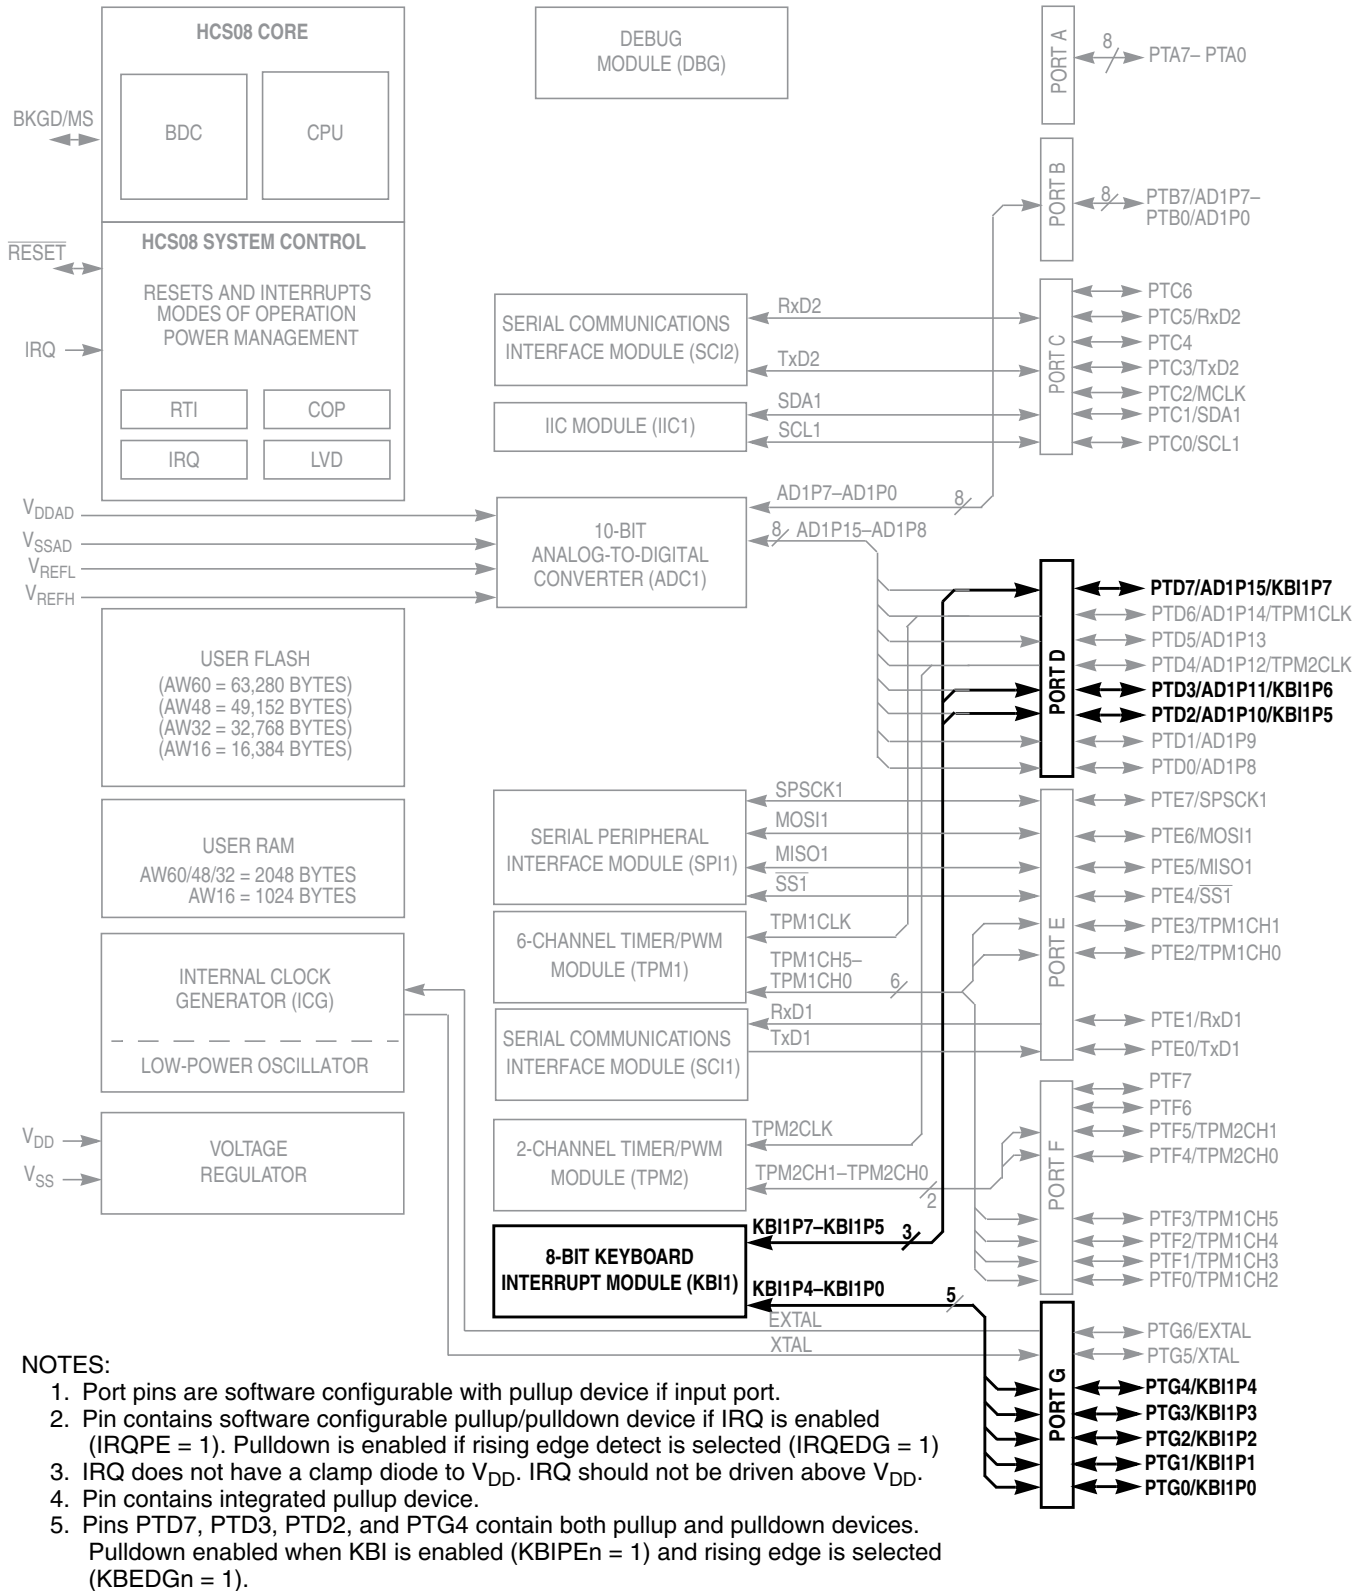 HCS08 CORE
BDC
CPU
BKGD/MS
HCS08 SYSTEM CONTROL
RESET
RESETS AND INTERRUPTS
MODES OF OPERATION
POWER MANAGEMENT
IRQ
RTI
COP
IRQ
LVD
VDDAD
VSSAD
VREFL
VREFH
USER FLASH
(AW60 = 63,280 BYTES)
(AW48 = 49,152 BYTES)
(AW32 = 32,768 BYTES)
(AW16 = 16,384 BYTES)
USER RAM
AW60/48/32 = 2048 BYTES
AW16 = 1024 BYTES
INTERNAL CLOCK
GENERATOR (ICG)
LOW-POWER OSCILLATOR
VDD
VSS
VOLTAGE
REGULATOR
DEBUG
MODULE (DBG)
SERIAL COMMUNICATIONS
INTERFACE MODULE (SCI2)
RxD2
TxD2
IIC MODULE (IIC1)
SDA1
SCL1
10-BIT
ANALOG-TO-DIGITAL
CONVERTER (ADC1)
AD1P7–AD1P0
8
8
AD1P15–AD1P8
SERIAL PERIPHERAL
INTERFACE MODULE (SPI1)
SPSCK1
MOSI1
MISO1
SS1
6-CHANNEL TIMER/PWM
MODULE (TPM1)
TPM1CLK
TPM1CH5–
TPM1CH0
6
SERIAL COMMUNICATIONS
INTERFACE MODULE (SCI1)
RxD1
TxD1
2-CHANNEL TIMER/PWM
MODULE (TPM2)
TPM2CLK
TPM2CH1–TPM2CH0
2
8-BIT KEYBOARD
INTERRUPT MODULE (KBI1)
KBI1P7–KBI1P5
3
KBI1P4–KBI1P0
5
EXTAL
XTAL
PORT A
8
PTA7– PTA0
PORT B
8
PTB7/AD1P7–
PTB0/AD1P0
PORT C
PTC6
PTC5/RxD2
PTC4
PTC3/TxD2
PTC2/MCLK
PTC1/SDA1
PTC0/SCL1
PORT D
PTD7/AD1P15/KBI1P7
PTD6/AD1P14/TPM1CLK
PTD5/AD1P13
PTD4/AD1P12/TPM2CLK
PTD3/AD1P11/KBI1P6
PTD2/AD1P10/KBI1P5
PTD1/AD1P9
PTD0/AD1P8
PORT E
PTE7/SPSCK1
PTE6/MOSI1
PTE5/MISO1
PTE4/SS1
PTE3/TPM1CH1
PTE2/TPM1CH0
PTE1/RxD1
PTE0/TxD1
PORT F
PTF7
PTF6
PTF5/TPM2CH1
PTF4/TPM2CH0
PTF3/TPM1CH5
PTF2/TPM1CH4
PTF1/TPM1CH3
PTF0/TPM1CH2
PORT G
PTG6/EXTAL
PTG5/XTAL
PTG4/KBI1P4
PTG3/KBI1P3
PTG2/KBI1P2
PTG1/KBI1P1
PTG0/KBI1P0
NOTES:
1. Port pins are software configurable with pullup device if input port.
2. Pin contains software configurable pullup/pulldown device if IRQ is enabled
(IRQPE = 1). Pulldown is enabled if rising edge detect is selected (IRQEDG = 1)
3. IRQ does not have a clamp diode to VDD. IRQ should not be driven above VDD.
4. Pin contains integrated pullup device.
5. Pins PTD7, PTD3, PTD2, and PTG4 contain both pullup and pulldown devices.
Pulldown enabled when KBI is enabled (KBIPEn = 1) and rising edge is selected
(KBEDGn = 1).